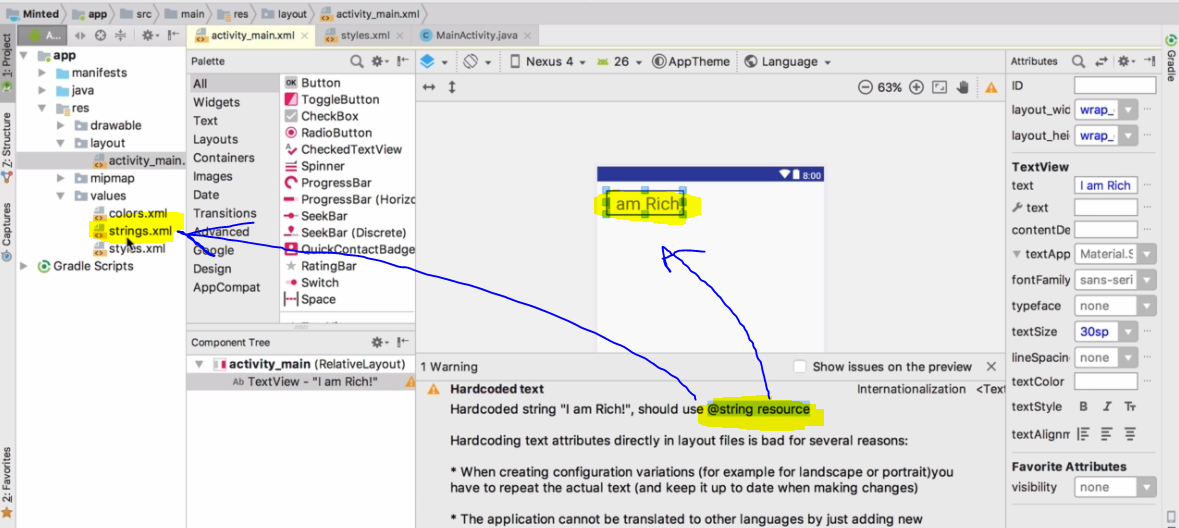 Minted app src main res layout activity_main.xml
A... activity_main.xml styles.xml MainActivity.java
1: Project
Z: Structure
Captures
2: Favorites
app
manifests
java
res
drawable
layout
activity_main.
mipmap
values
colors.xml
strings.xml
styles.xml
Gradle Scripts
Palette
All
Widgets
Text
Layouts
Containers
Images
Date
Transitions
Advanced
Google
Design
AppCompat
OK Button
ToggleButton
CheckBox
RadioButton
CheckedTextView
Spinner
ProgressBar
ProgressBar (Horizo
SeekBar
SeekBar (Discrete)
QuickContactBadge
RatingBar
Switch
Space
Component Tree
activity_main (RelativeLayout)
Ab TextView - "I am Rich!"
Nexus 4 26 AppTheme Language
63%
8:00
I am Rich
1 Warning Show issues on the preview
Hardcoded text Internationalization <Text
Hardcoded string "I am Rich!", should use @string resource
Hardcoding text attributes directly in layout files is bad for several reasons:
* When creating configuration variations (for example for landscape or portrait)you
have to repeat the actual text (and keep it up to date when making changes)
* The application cannot be translated to other languages by just adding new
Attributes
ID
layout_wid wrap_
layout_hei wrap_
TextView
text I am Rich
text
contentDe
textApp Material.S
fontFamily sans-seri
typeface none
textSize 30sp
lineSpacin none
textColor
textStyle B I Tт
textAlignm
Favorite Attributes
visibility none
Gradle